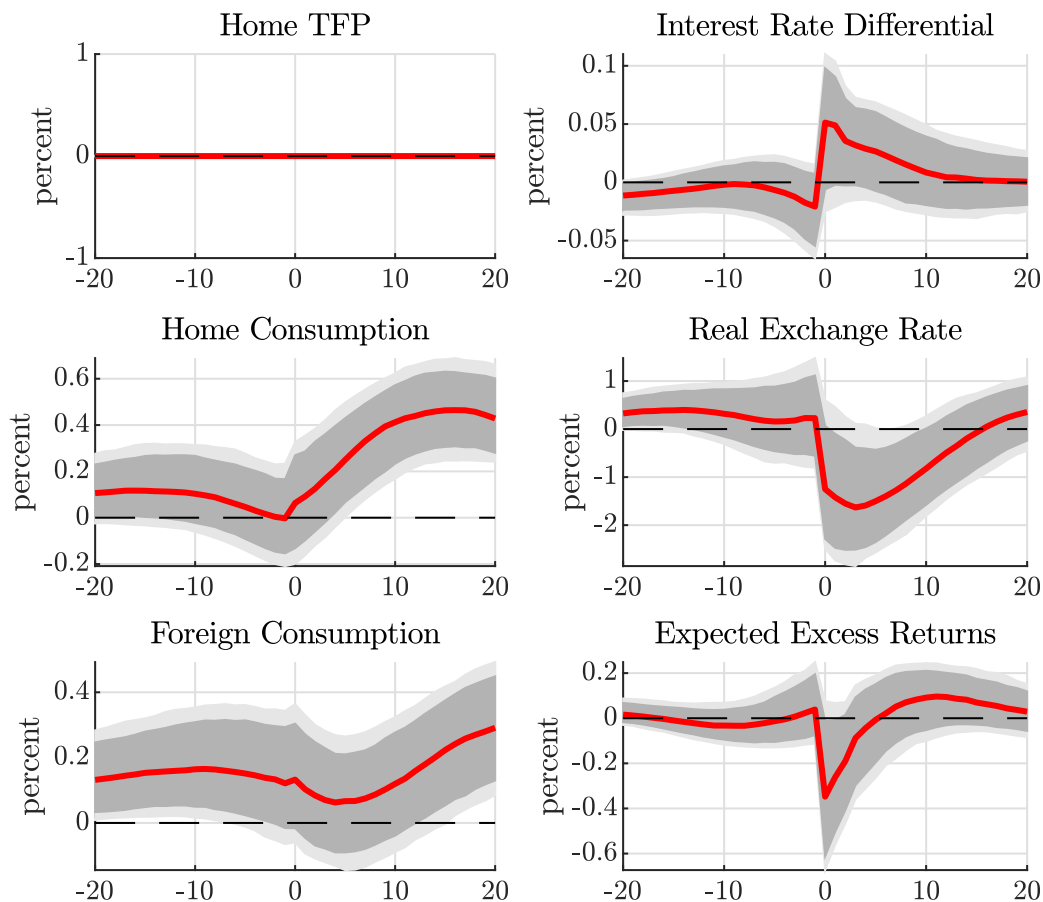 Home TFP
percent
1
0
-1
-20 -10 0 10 20
Interest Rate Differential
percent
0.1
0.05
0
-0.05
-20 -10 0 10 20
Home Consumption
percent
0.6
0.4
0.2
0
-0.2
-20 -10 0 10 20
Real Exchange Rate
percent
1
0
-1
-2
-20 -10 0 10 20
Foreign Consumption
percent
0.4
0.2
0
-20 -10 0 10 20
Expected Excess Returns
percent
0.2
0
-0.2
-0.4
-0.6
-20 -10 0 10 20